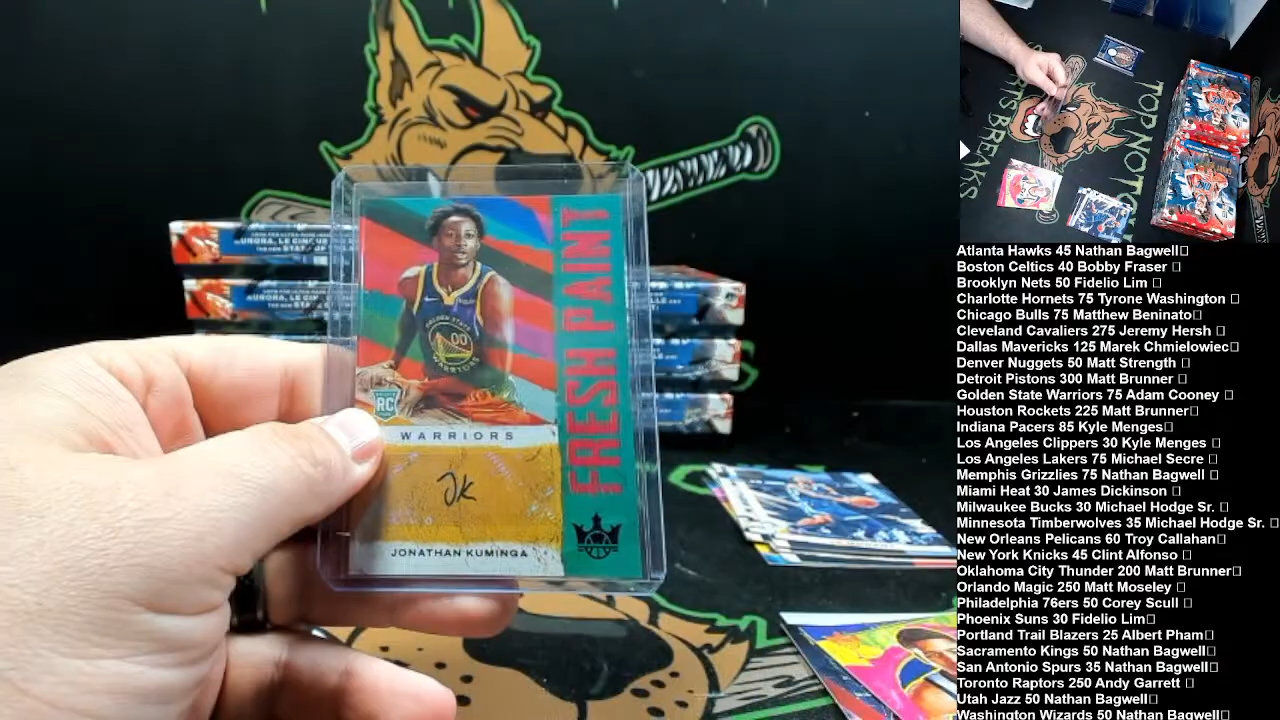 FRESH PAINT
00
GOLDEN STATE
WARRIORS
RC
WARRIORS
JK
JONATHAN KUMINGA
TOP NOT
RTS BREAKS
Atlanta Hawks 45 Nathan Bagwell
Boston Celtics 40 Bobby Fraser
Brooklyn Nets 50 Fidelio Lim
Charlotte Hornets 75 Tyrone Washington
Chicago Bulls 75 Matthew Beninato
Cleveland Cavaliers 275 Jeremy Hersh
Dallas Mavericks 125 Marek Chmielowiec
Denver Nuggets 50 Matt Strength
Detroit Pistons 300 Matt Brunner
Golden State Warriors 75 Adam Cooney
Houston Rockets 225 Matt Brunner
Indiana Pacers 85 Kyle Menges
Los Angeles Clippers 30 Kyle Menges
Los Angeles Lakers 75 Michael Secre
Memphis Grizzlies 75 Nathan Bagwell
Miami Heat 30 James Dickinson
Milwaukee Bucks 30 Michael Hodge Sr.
Minnesota Timberwolves 35 Michael Hodge Sr.
New Orleans Pelicans 60 Troy Callahan
New York Knicks 45 Clint Alfonso
Oklahoma City Thunder 200 Matt Brunner
Orlando Magic 250 Matt Moseley
Philadelphia 76ers 50 Corey Scull
Phoenix Suns 30 Fidelio Lim
Portland Trail Blazers 25 Albert Pham
Sacramento Kings 50 Nathan Bagwell
San Antonio Spurs 35 Nathan Bagwell
Toronto Raptors 250 Andy Garrett
Utah Jazz 50 Nathan Bagwell
Washington Wizards 50 Nathan Bagwell